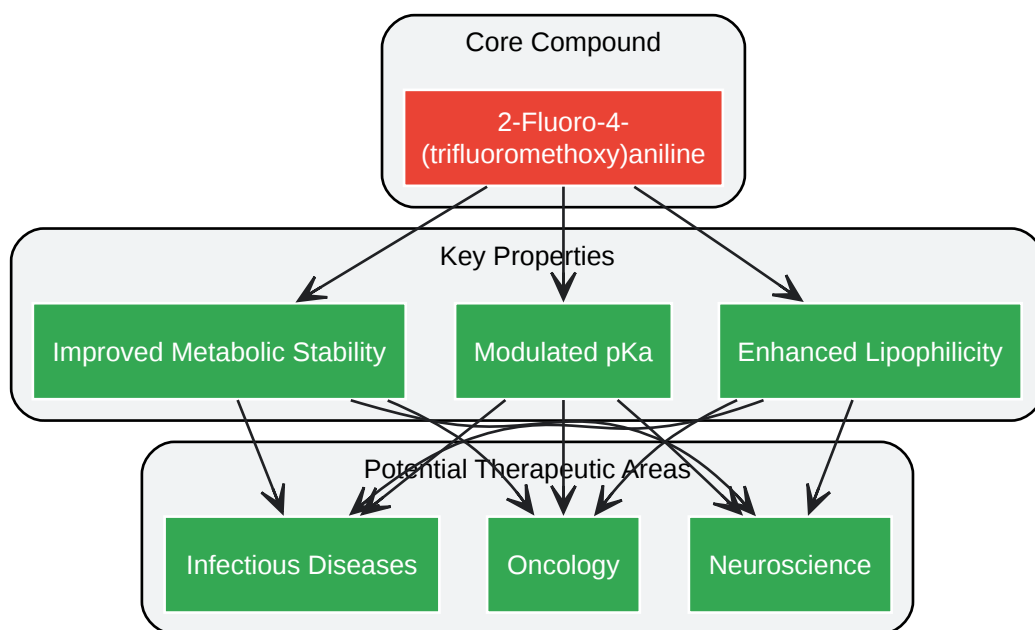 Core Compound
2-Fluoro-4-
(trifluoromethoxy)aniline
Key Properties
Improved Metabolic Stability
Modulated pKa
Enhanced Lipophilicity
Potential Therapeutic Areas
Infectious Diseases
Oncology
Neuroscience